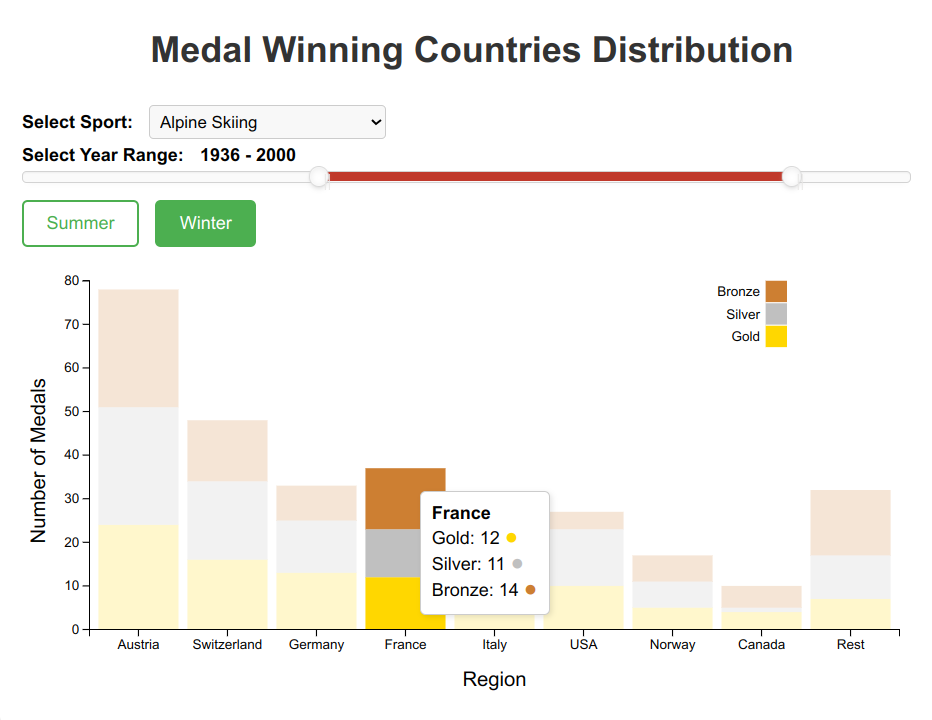 Medal Winning Countries Distribution
Select Sport: Alpine Skiing
Select Year Range: 1936 - 2000
Summer Winter
80
70
60
50
40
30
20
10
0
Number of Medals
Bronze
Silver
Gold
France
Gold: 12
Silver: 11
Bronze: 14
Austria Switzerland Germany France Italy USA Norway Canada Rest
Region